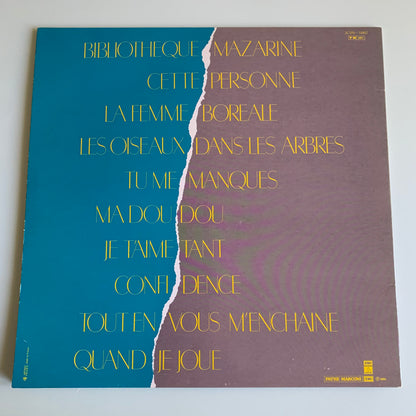 BIBLIOTHEQUE MAZARINE
CETTE PERSONNE
LA FEMME BOREALE
LES OISEAUX DANS LES ARBRES
TU ME MANQUES
MA DOU DOU
JE T'AIME TANT
CONFIDENCE
TOUT EN VOUS M'ENCHAINE
QUAND JE JOUE
PATHE MARCONI EMI